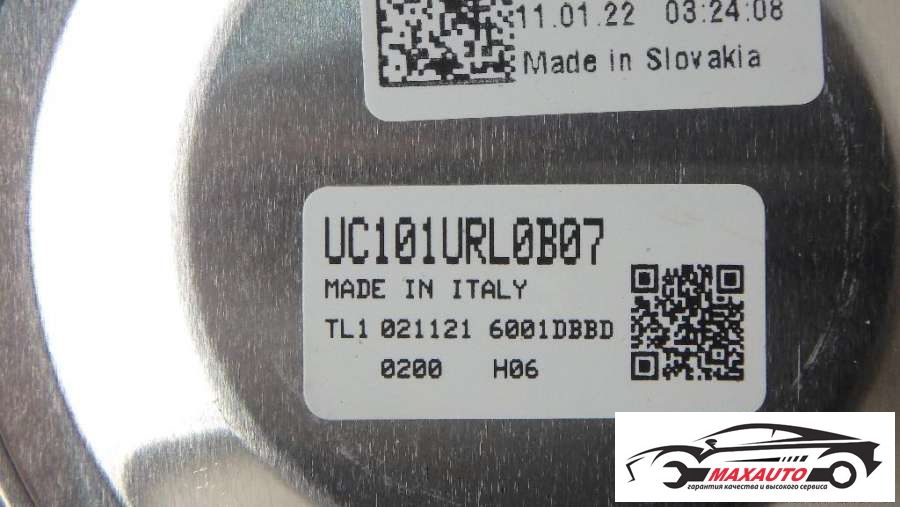 11.01.22 03:24:08
Made in Slovakia
UC101URL0B07
MADE IN ITALY
TL1 021121 6001DBBD
0200 H06
MAXAUTO
гарантия качества и высокого сервиса